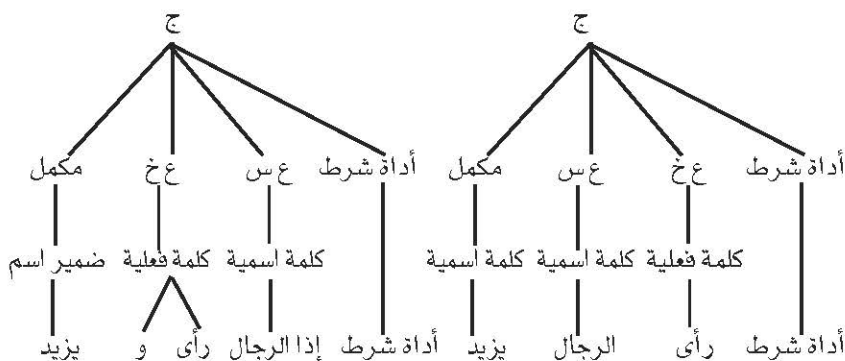 ج ج
أداة شرط ع خ ع س مكمل أداة شرط ع س ع خ مكمل
كلمة فعلية كلمة اسمية كلمة اسمية كلمة اسمية كلمة فعلية ضمير اسم
أداة شرط رأى الرجال يزيد أداة شرط إذا الرجال رأى و يزيد